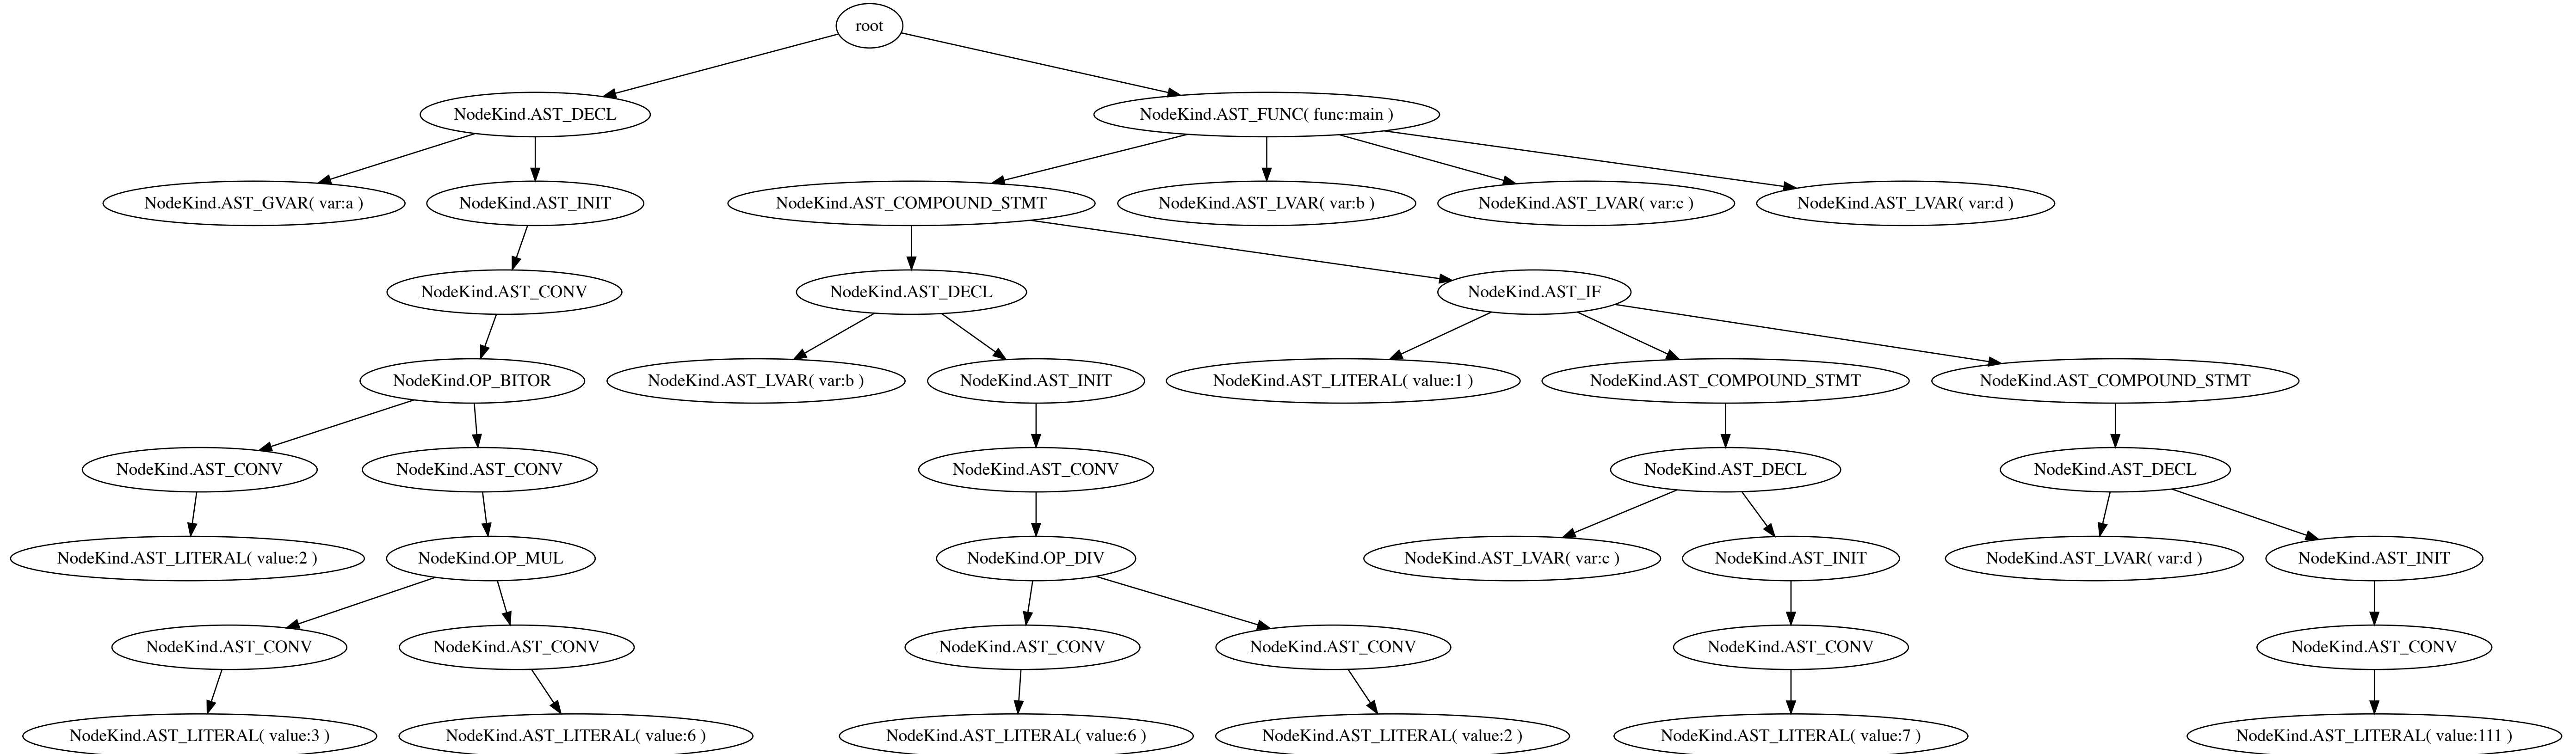 root
NodeKind.AST_DECL
NodeKind.AST_FUNC( func:main )
NodeKind.AST_GVAR( var:a )
NodeKind.AST_INIT
NodeKind.AST_COMPOUND_STMT
NodeKind.AST_LVAR( var:b )
NodeKind.AST_LVAR( var:c )
NodeKind.AST_LVAR( var:d )
NodeKind.AST_CONV
NodeKind.AST_DECL
NodeKind.AST_IF
NodeKind.OP_BITOR
NodeKind.AST_LVAR( var:b )
NodeKind.AST_INIT
NodeKind.AST_LITERAL( value:1 )
NodeKind.AST_COMPOUND_STMT
NodeKind.AST_COMPOUND_STMT
NodeKind.AST_CONV
NodeKind.AST_CONV
NodeKind.AST_CONV
NodeKind.AST_DECL
NodeKind.AST_DECL
NodeKind.AST_LITERAL( value:2 )
NodeKind.OP_MUL
NodeKind.OP_DIV
NodeKind.AST_LVAR( var:c )
NodeKind.AST_INIT
NodeKind.AST_LVAR( var:d )
NodeKind.AST_INIT
NodeKind.AST_CONV
NodeKind.AST_CONV
NodeKind.AST_CONV
NodeKind.AST_CONV
NodeKind.AST_CONV
NodeKind.AST_CONV
NodeKind.AST_LITERAL( value:3 )
NodeKind.AST_LITERAL( value:6 )
NodeKind.AST_LITERAL( value:6 )
NodeKind.AST_LITERAL( value:2 )
NodeKind.AST_LITERAL( value:7 )
NodeKind.AST_LITERAL( value:111 )